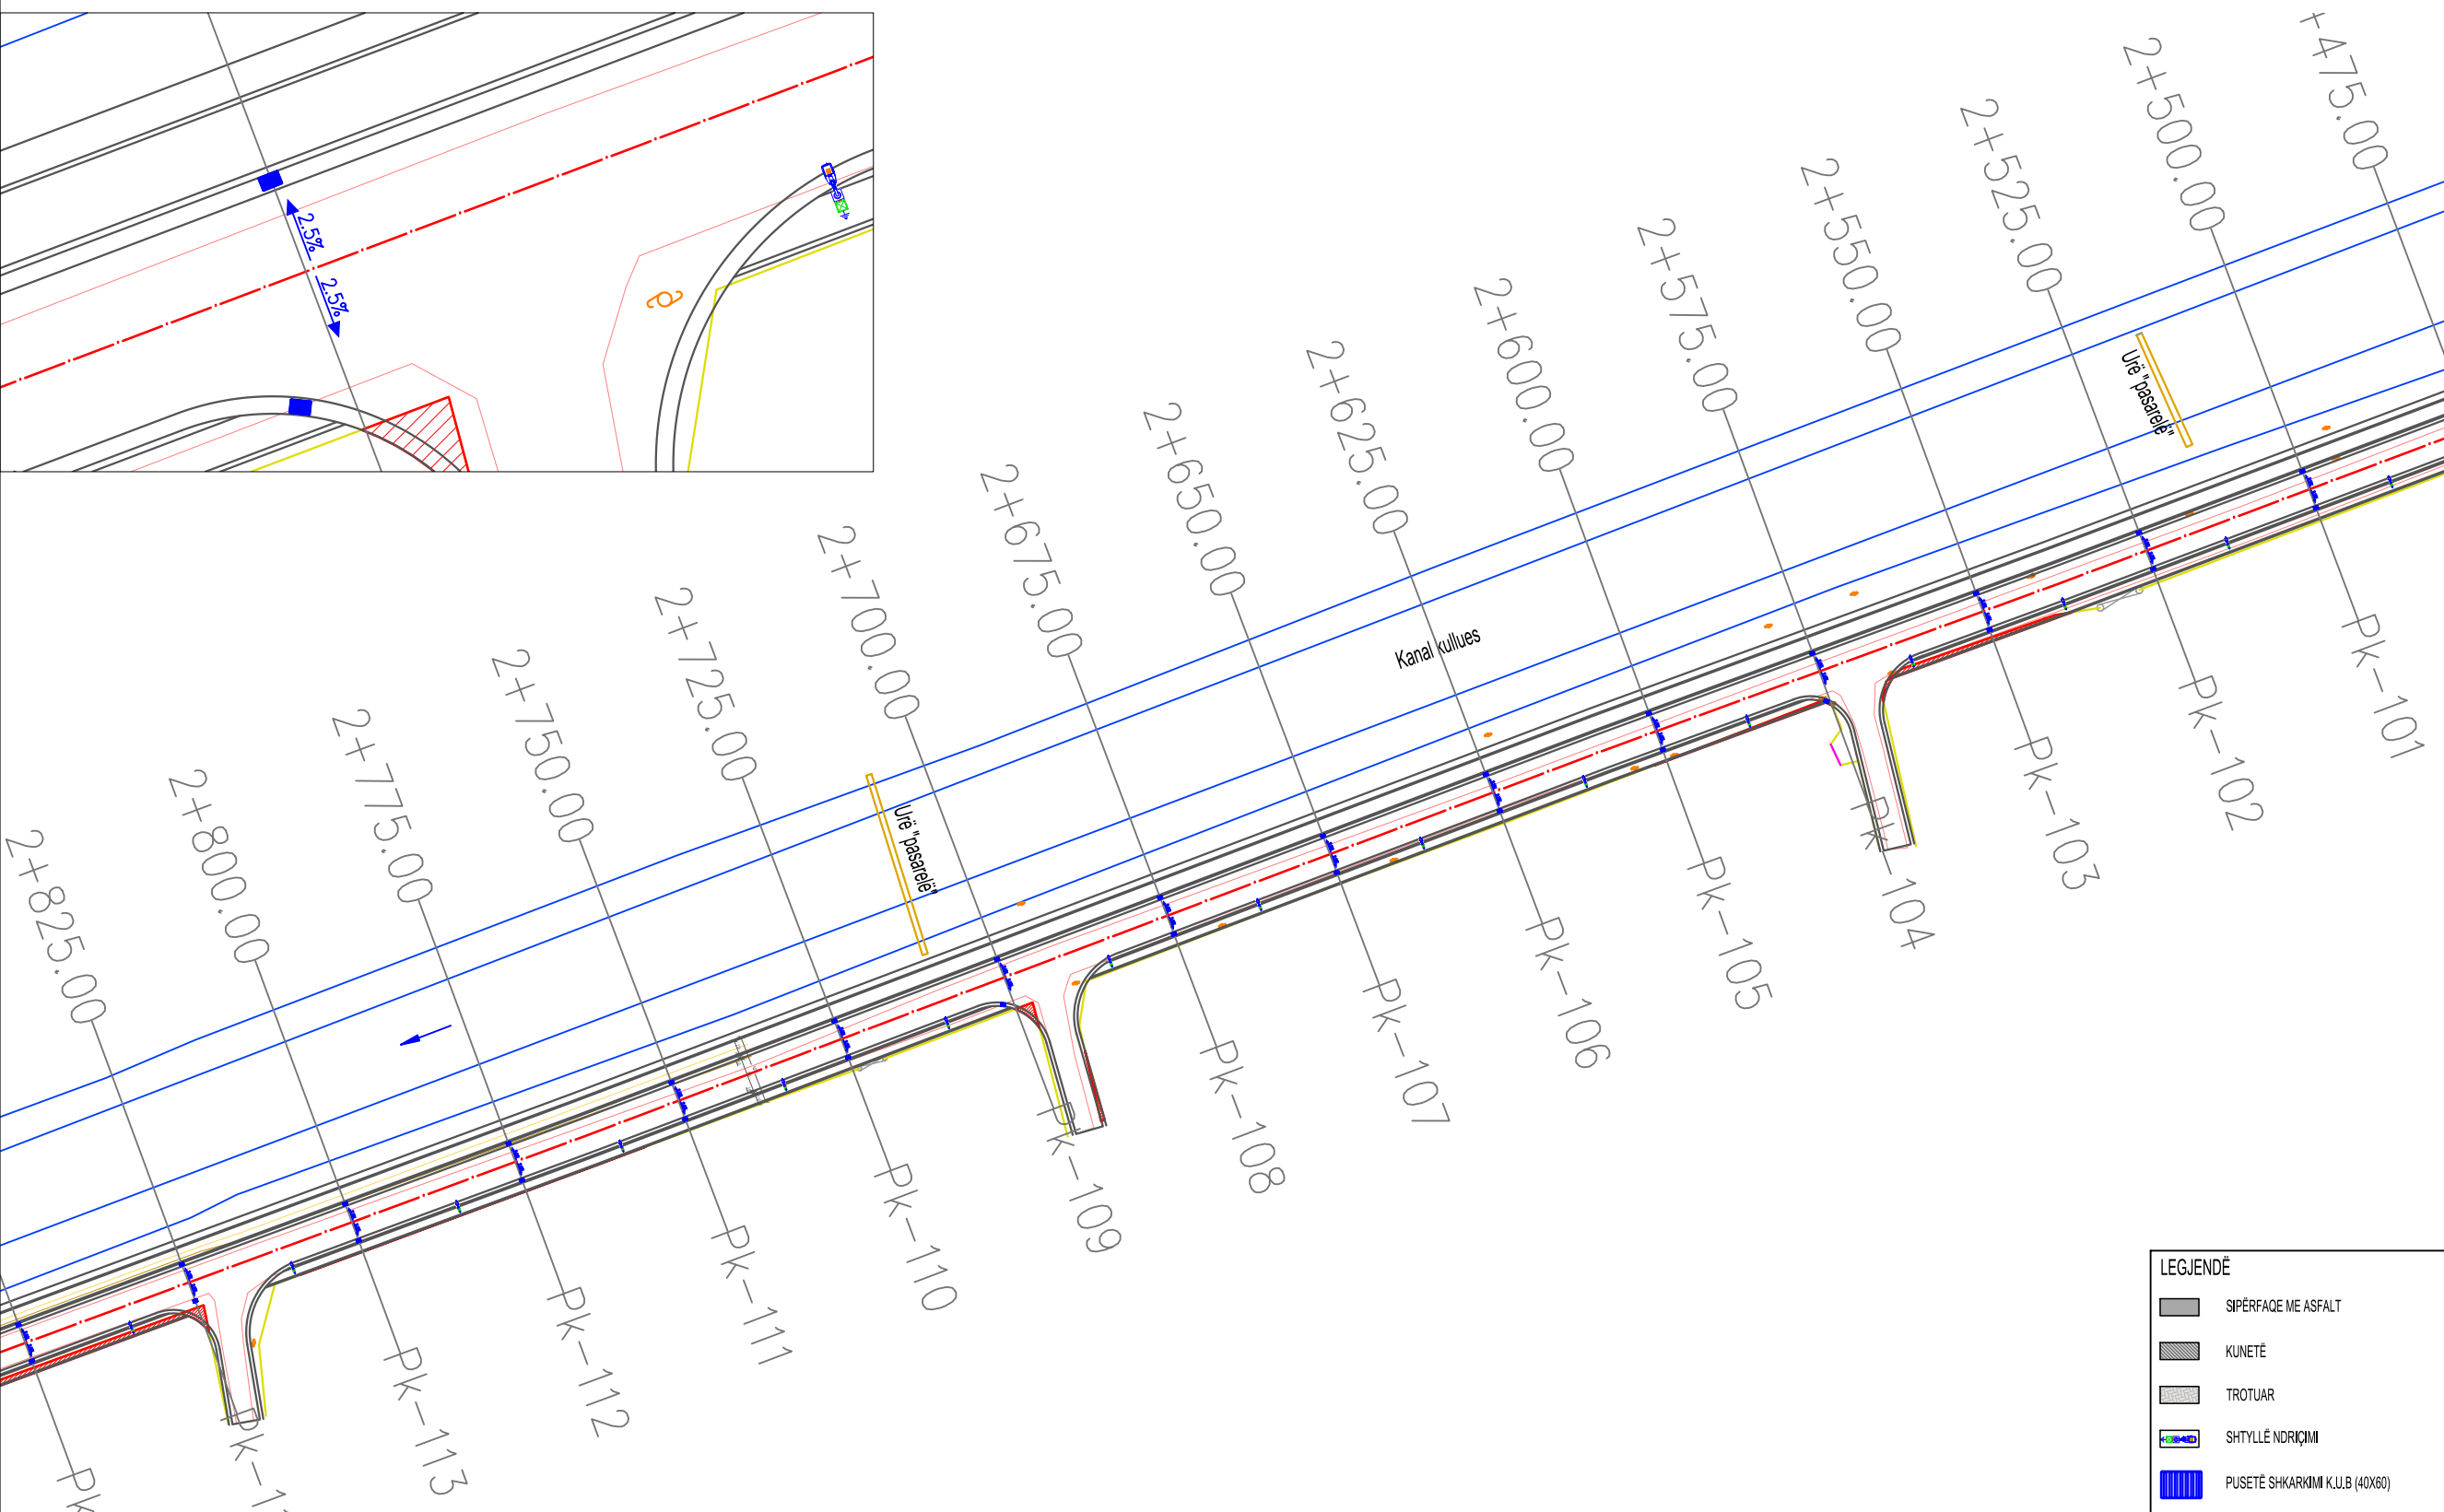 2.5%
2.5%
+475.00
2+500.00
2+525.00
2+550.00
2+575.00
2+600.00
2+625.00
2+650.00
2+675.00
2+700.00
2+725.00
2+750.00
2+775.00
2+800.00
2+825.00
Urë "pasarelë"
Kanal kullues
Urë "pasarelë"
Pk-101
Pk-102
Pk-103
Pk-104
Pk-105
Pk-106
Pk-107
Pk-108
Pk-109
Pk-110
Pk-111
Pk-112
Pk-113
LEGJENDË
SIPËRFAQE ME ASFALT
KUNETË
TROTUAR
SHTYLLË NDRIÇIMI
PUSETË SHKARKIMI K.U.B (40X60)